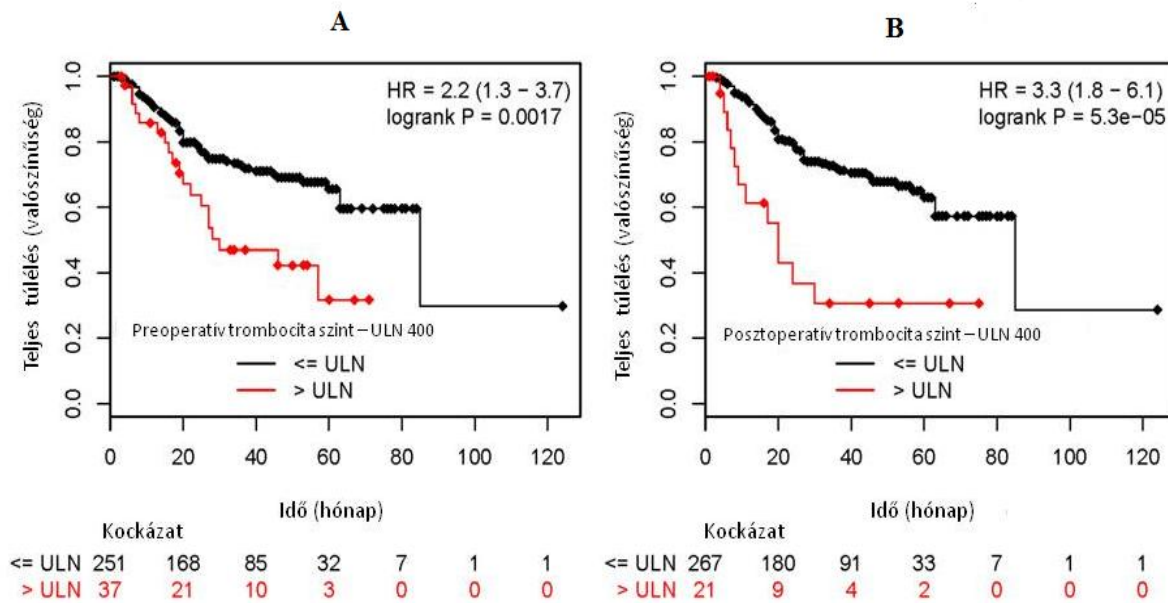 A
HR = 2.2 (1.3 – 3.7)
logrank P = 0.0017
Teljes túlélés (valószínűség)
1.0
0.8
0.6
0.4
0.2
0.0
Preoperatív trombocita szint – ULN 400
<= ULN
> ULN
0 20 40 60 80 100 120
Idő (hónap)
Kockázat
<= ULN 251 168 85 32 7 1 1
> ULN 37 21 10 3 0 0 0
B
HR = 3.3 (1.8 – 6.1)
logrank P = 5.3e–05
Teljes túlélés (valószínűség)
1.0
0.8
0.6
0.4
0.2
0.0
Posztoperatív trombocita szint – ULN 400
<= ULN
> ULN
0 20 40 60 80 100 120
Idő (hónap)
Kockázat
<= ULN 267 180 91 33 7 1 1
> ULN 21 9 4 2 0 0 0